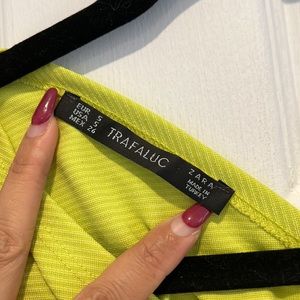 EUR S
USA S
MEX 26
TRAFALUC
ZARA
MADE IN
TURKEY